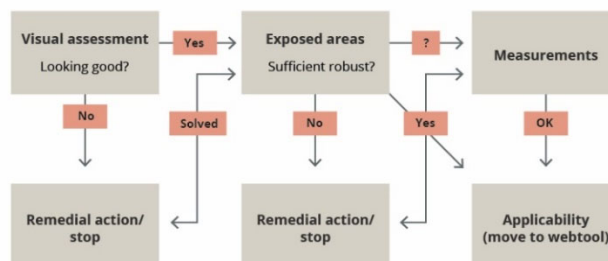 Visual assessment
Looking good?
Yes
Exposed areas
Sufficient robust?
?
Measurements
No
Solved
No
Yes
OK
Remedial action/
stop
Remedial action/
stop
Applicability
(move to webtool)